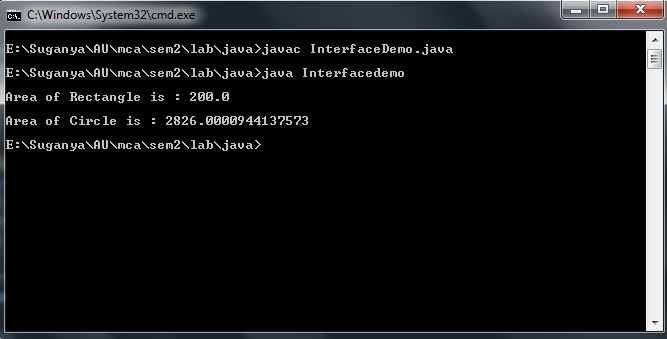 C:\Windows\System32\cmd.exe
E:\Suganya\AU\mca\sem2\lab\java>javac InterfaceDemo.java
E:\Suganya\AU\mca\sem2\lab\java>java Interfacedemo
Area of Rectangle is : 200.0
Area of Circle is : 2826.0000944137573
E:\Suganya\AU\mca\sem2\lab\java>